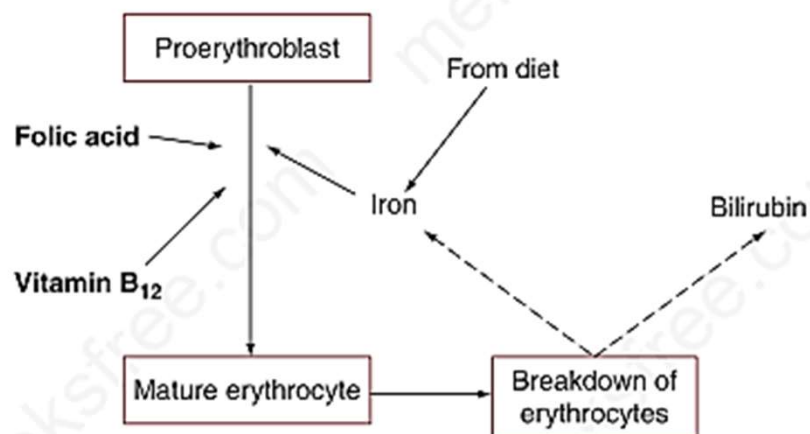 Proerythroblast
From diet
Folic acid
Iron
Bilirubin
Vitamin B12
Mature erythrocyte
Breakdown of
erythrocytes